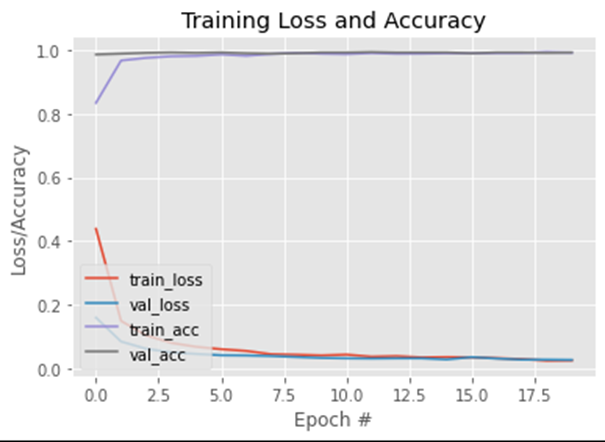 Training Loss and Accuracy
Loss/Accuracy
1.0
0.8
0.6
0.4
0.2
0.0
train_loss
val_loss
train_acc
val_acc
0.0 2.5 5.0 7.5 10.0 12.5 15.0 17.5
Epoch #